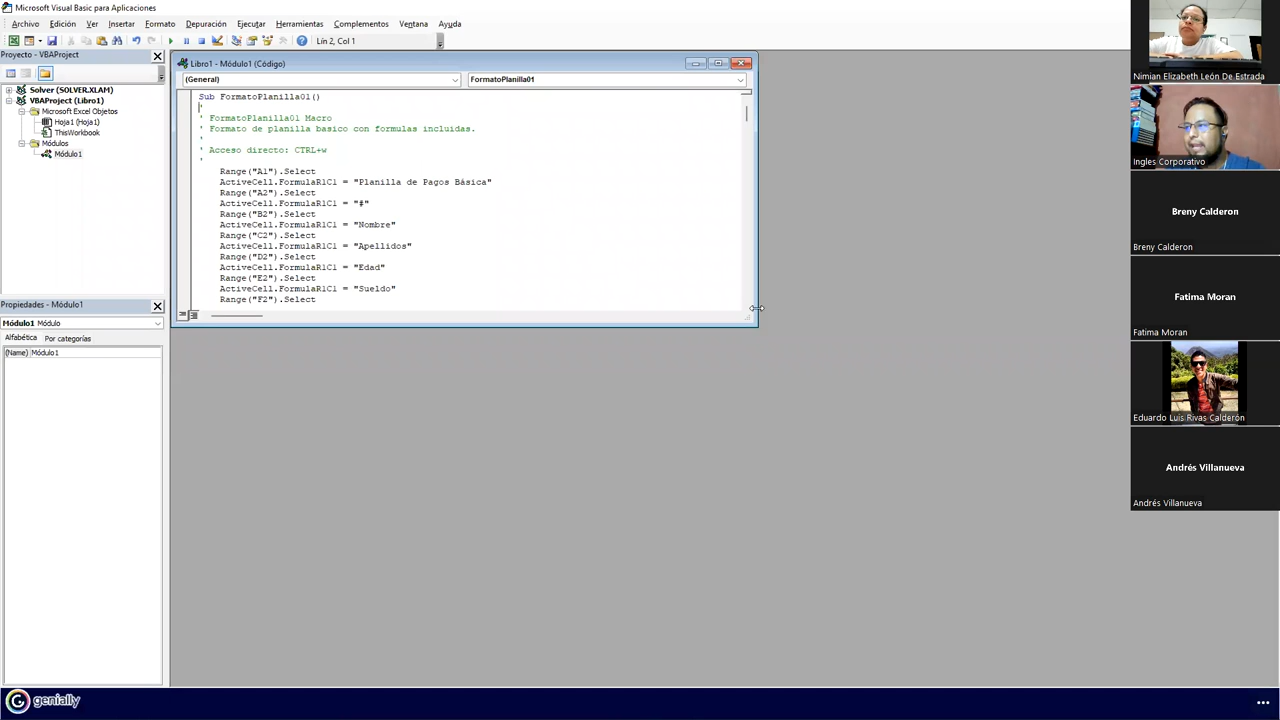 Microsoft Visual Basic para Aplicaciones
Archivo Edición Ver Insertar Formato Depuración Ejecutar Herramientas Complementos Ventana Ayuda
Lín 2, Col 1
Proyecto - VBAProject
Solver (SOLVER.XLAM)
VBAProject (Libro1)
Microsoft Excel Objetos
Hoja1 (Hoja1)
ThisWorkbook
Módulos
Módulo1
Propiedades - Módulo1
Módulo1 Módulo
Alfabética Por categorías
(Name) Módulo1
Libro1 - Módulo1 (Código)
(General) FormatoPlanilla01
Sub FormatoPlanilla01()
'
' FormatoPlanilla01 Macro
' Formato de planilla basico con formulas incluidas.
'
' Acceso directo: CTRL+w
'
Range("A1").Select
ActiveCell.FormulaR1C1 = "Planilla de Pagos Básica"
Range("A2").Select
ActiveCell.FormulaR1C1 = "#"
Range("B2").Select
ActiveCell.FormulaR1C1 = "Nombre"
Range("C2").Select
ActiveCell.FormulaR1C1 = "Apellidos"
Range("D2").Select
ActiveCell.FormulaR1C1 = "Edad"
Range("E2").Select
ActiveCell.FormulaR1C1 = "Sueldo"
Range("F2").Select
Nimian Elizabeth León De Estrada
Ingles Corporativo
Breny Calderon
Breny Calderon
Fatima Moran
Fatima Moran
Eduardo Luis Rivas Calderón
Andrés Villanueva
Andrés Villanueva
genially